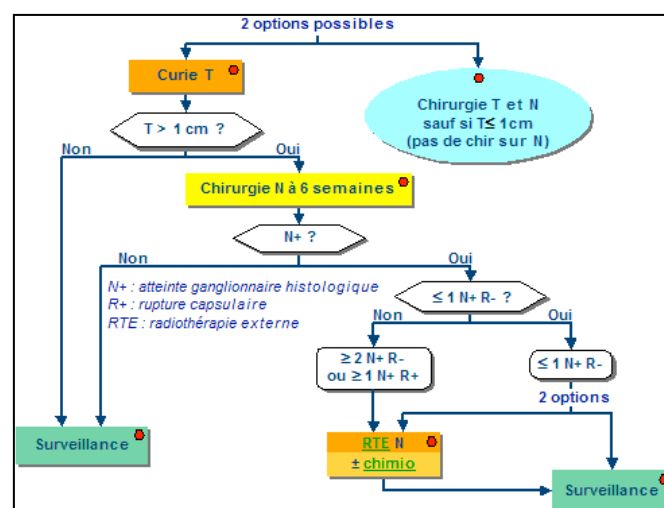 2 options possibles
Curie T
Chirurgie T et N
sauf si T≤ 1cm
(pas de chir sur N)
T > 1 cm ?
Non
Oui
Chirurgie N à 6 semaines
N+ ?
Non
Oui
N+ : atteinte ganglionnaire histologique
R+ : rupture capsulaire
RTE : radiothérapie externe
≤ 1 N+ R- ?
Non
Oui
≥ 2 N+ R-
ou ≥ 1 N+ R+
≤ 1 N+ R-
2 options
Surveillance
RTE N
± chimio
Surveillance